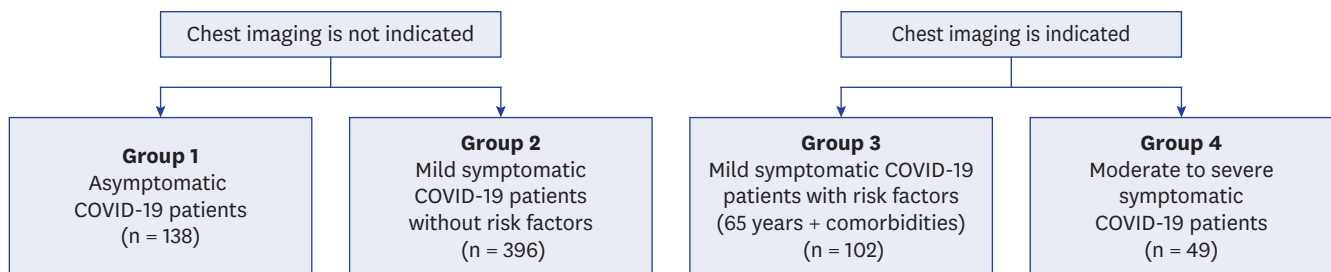 Chest imaging is not indicated
Chest imaging is indicated
Group 1
Asymptomatic
COVID-19 patients
(n = 138)
Group 2
Mild symptomatic
COVID-19 patients
without risk factors
(n = 396)
Group 3
Mild symptomatic COVID-19
patients with risk factors
(65 years + comorbidities)
(n = 102)
Group 4
Moderate to severe
symptomatic
COVID-19 patients
(n = 49)